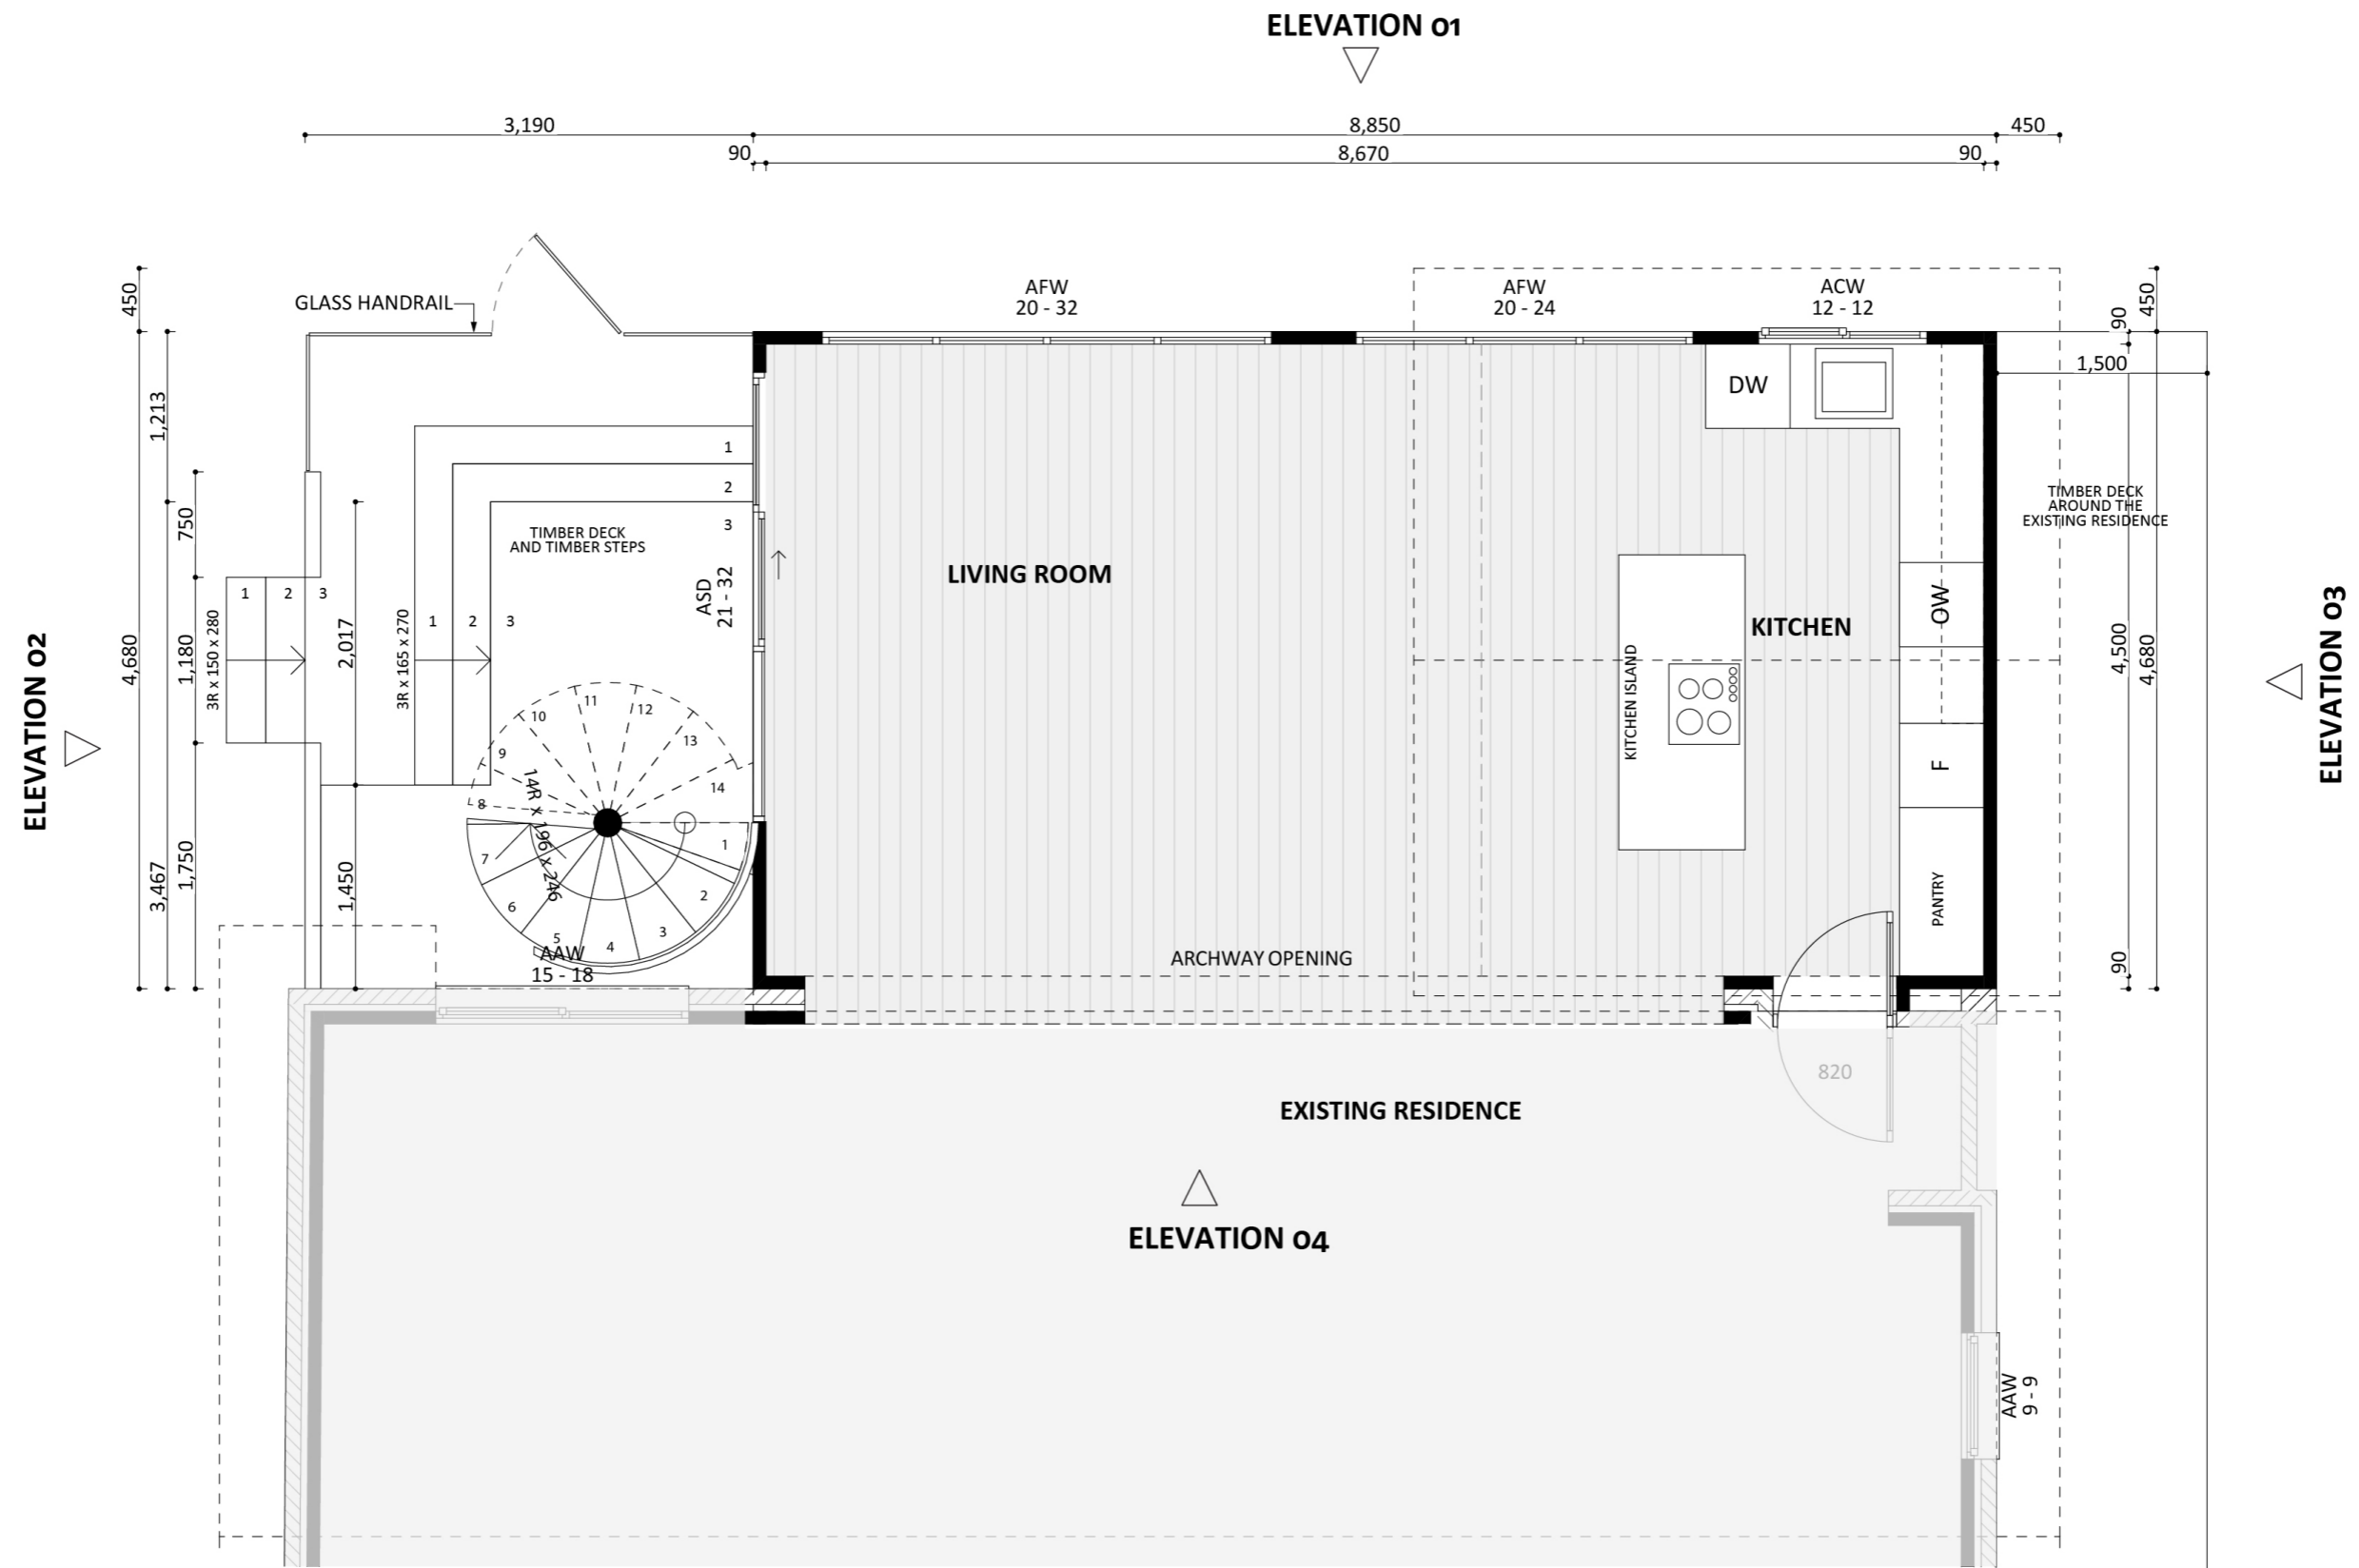 ELEVATION 01
3,190
8,850
450
90
8,670
90
GLASS HANDRAIL
AFW
20 - 32
AFW
20 - 24
ACW
12 - 12
450
90
450
1,500
DW
1,213
1
2
3
TIMBER DECK
AND TIMBER STEPS
TIMBER DECK
AROUND THE
EXISTING RESIDENCE
750
LIVING ROOM
ASD
21 - 32
OW
KITCHEN
KITCHEN ISLAND
1
2
3
3R x 150 x 280
1,180
4,680
2,017
3R x 165 x 270
1
2
3
4,500
4,680
ELEVATION 02
ELEVATION 03
11
12
10
13
9
14
8
14R x 196 x 246
F
1
7
2
6
3
5
4
3,467
1,750
1,450
PANTRY
AAW
15 - 18
ARCHWAY OPENING
90
820
EXISTING RESIDENCE
ELEVATION 04
AAW
9 - 9